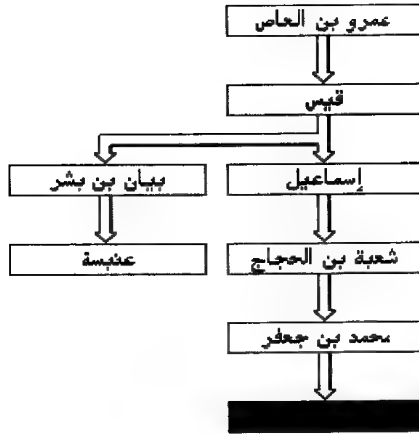 عمرو بن العاص
قيس
إسماعيل
بيان بن بشر
شعبة بن الحجاج
عنبسة
محمد بن جعفر